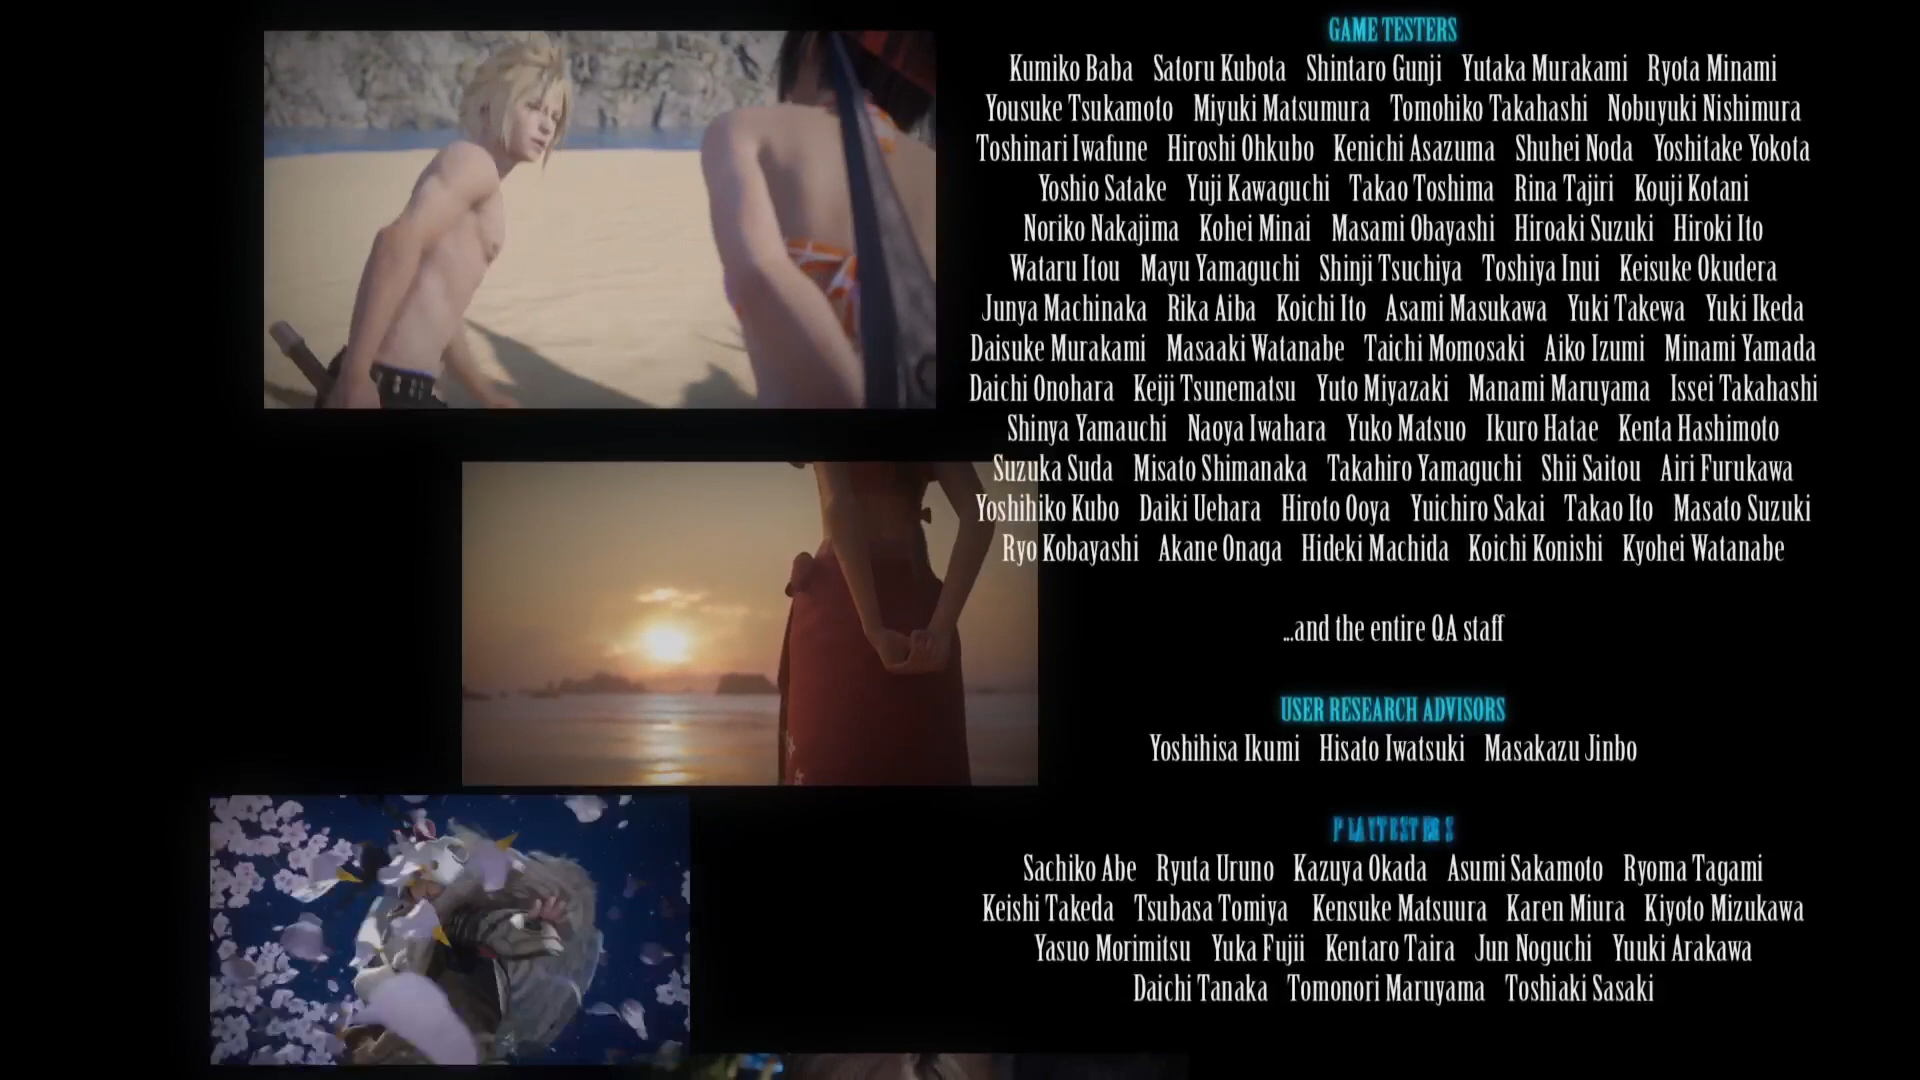 GAME TESTERS
Kumiko Baba Satoru Kubota Shintaro Gunji Yutaka Murakami Ryota Minami
Yousuke Tsukamoto Miyuki Matsumura Tomohiko Takahashi Nobuyuki Nishimura
Toshinari Iwafune Hiroshi Ohkubo Kenichi Asazuma Shuhei Noda Yoshitake Yokota
Yoshio Satake Yuji Kawaguchi Takao Toshima Rina Tajiri Kouji Kotani
Noriko Nakajima Kohei Minai Masami Obayashi Hiroaki Suzuki Hiroki Ito
Wataru Itou Mayu Yamaguchi Shinji Tsuchiya Toshiya Inui Keisuke Okudera
Junya Machinaka Rika Aiba Koichi Ito Asami Masukawa Yuki Takewa Yuki Ikeda
Daisuke Murakami Masaaki Watanabe Taichi Momosaki Aiko Izumi Minami Yamada
Daichi Onohara Keiji Tsunematsu Yuto Miyazaki Manami Maruyama Issei Takahashi
Shinya Yamauchi Naoya Iwahara Yuko Matsuo Ikuro Hatae Kenta Hashimoto
Suzuka Suda Misato Shimanaka Takahiro Yamaguchi Shii Saitou Airi Furukawa
Yoshihiko Kubo Daiki Uehara Hiroto Ooya Yuichiro Sakai Takao Ito Masato Suzuki
Ryo Kobayashi Akane Onaga Hideki Machida Koichi Konishi Kyohei Watanabe
...and the entire QA staff
USER RESEARCH ADVISORS
Yoshihisa Ikumi Hisato Iwatsuki Masakazu Jinbo
PLAYTESTERS
Sachiko Abe Ryuta Uruno Kazuya Okada Asumi Sakamoto Ryoma Tagami
Keishi Takeda Tsubasa Tomiya Kensuke Matsuura Karen Miura Kiyoto Mizukawa
Yasuo Morimitsu Yuka Fujii Kentaro Taira Jun Noguchi Yuuki Arakawa
Daichi Tanaka Tomonori Maruyama Toshiaki Sasaki